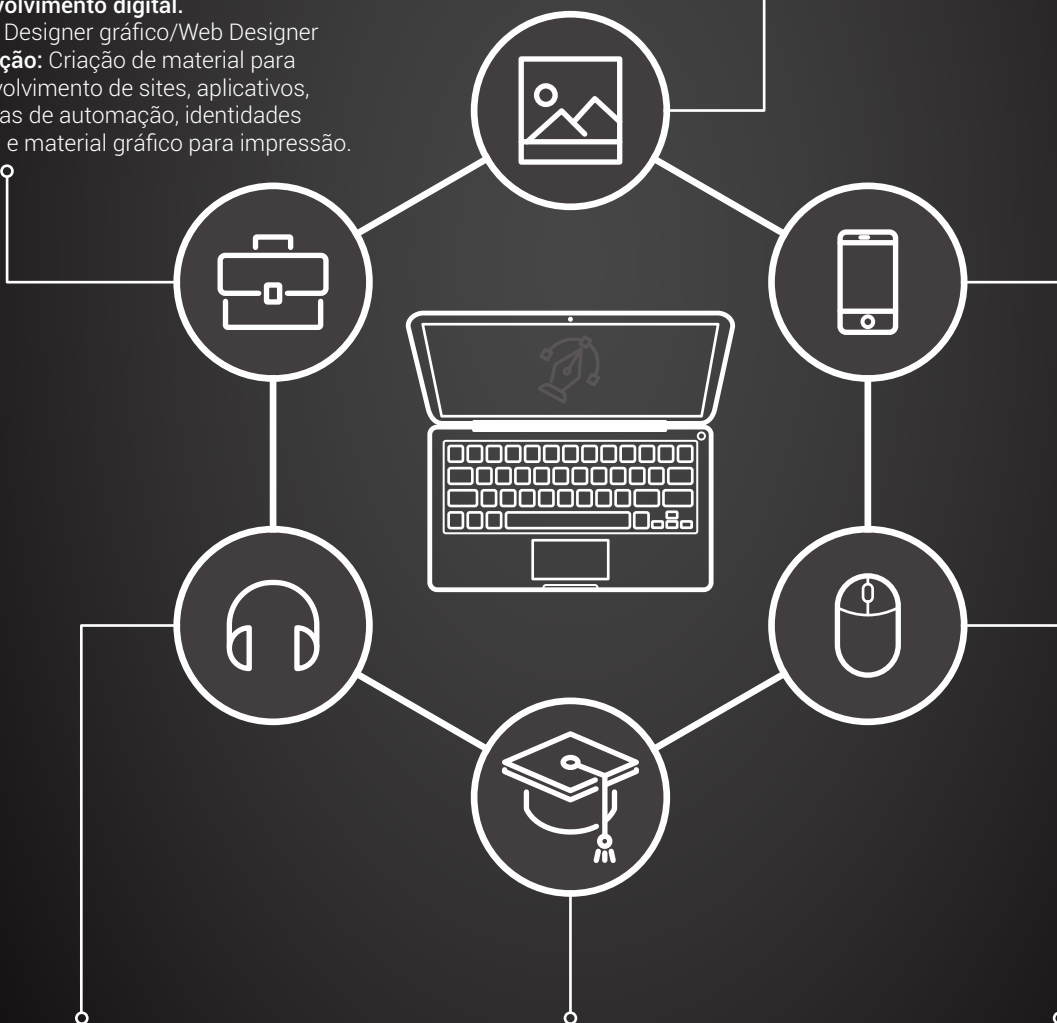 volvimento digital.
Designer gráfico/Web Designer
ção: Criação de material para
volvimento de sites, aplicativos,
as de automação, identidades
e material gráfico para impressão.